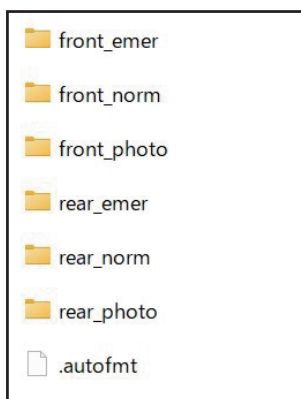 front_emer
front_norm
front_photo
rear_emer
rear_norm
rear_photo
.autofmt